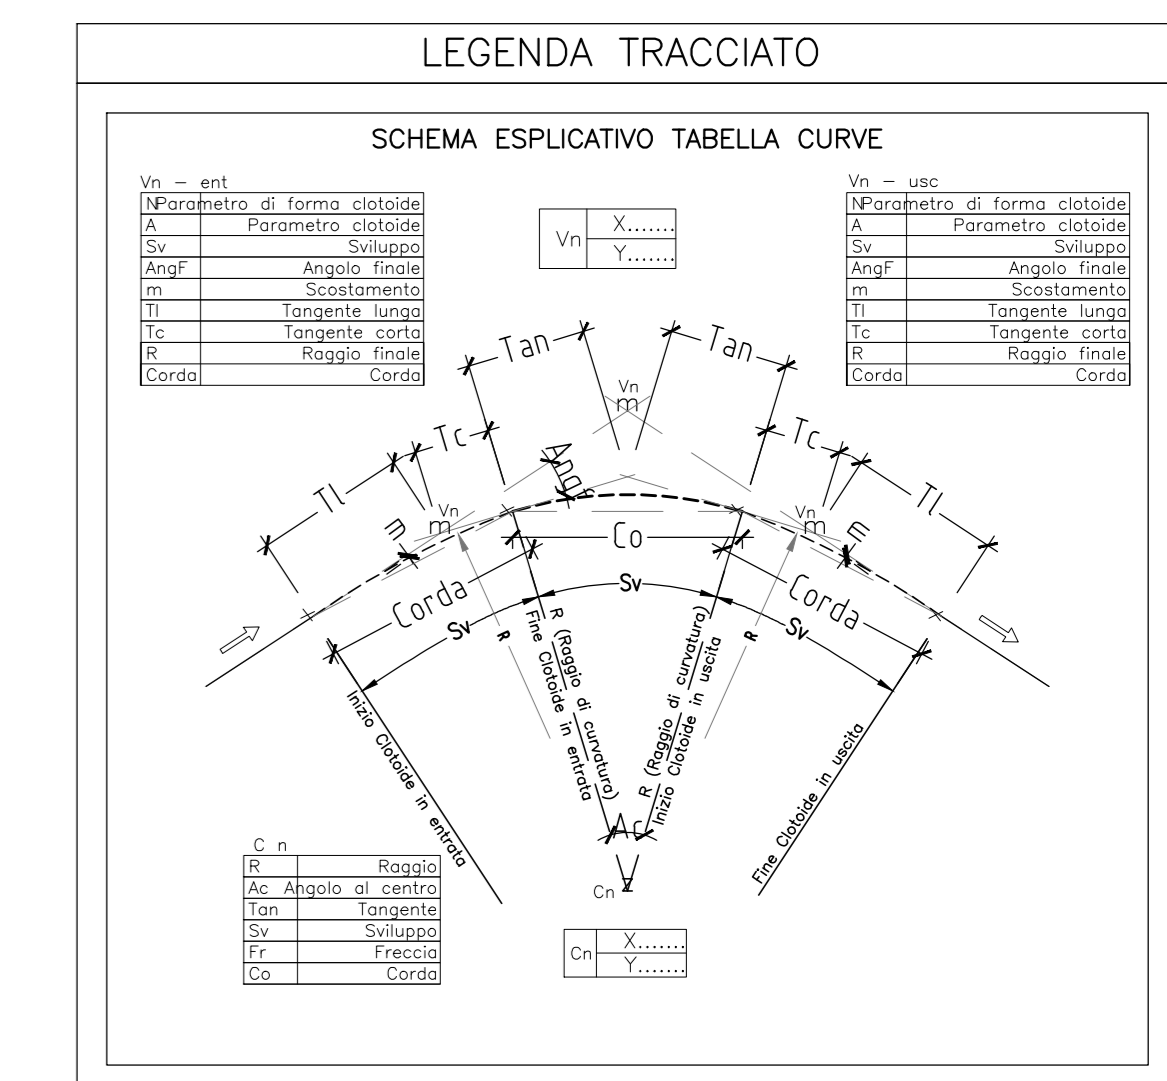 LEGENDA TRACCIATO
SCHEMA ESPLICATIVO TABELLA CURVE
Vn - ent
N Parametro di forma clotoide
A Parametro clotoide
Sv Sviluppo
AngF Angolo finale
m Scostamento
Tl Tangente lunga
Tc Tangente corta
R Raggio finale
Corda Corda
Vn X.......
Y.......
Vn - usc
N Parametro di forma clotoide
A Parametro clotoide
Sv Sviluppo
AngF Angolo finale
m Scostamento
Tl Tangente lunga
Tc Tangente corta
R Raggio finale
Corda Corda
Tan
Tan
Vn
m
Tc
Tc
Angf
Tl
Tl
Vn
m
Vn
m
m
m
Co
Corda
Corda
Sv
Sv
Sv
R
R
R (Raggio di curvatura)
Fine Clotoide in entrata
R (Raggio di curvatura)
Inizio Clotoide in uscita
Inizio Clotoide in entrata
Fine Clotoide in uscita
Ac
Cn
C n
R Raggio
Ac Angolo al centro
Tan Tangente
Sv Sviluppo
Fr Freccia
Co Corda
Cn X.......
Y.......